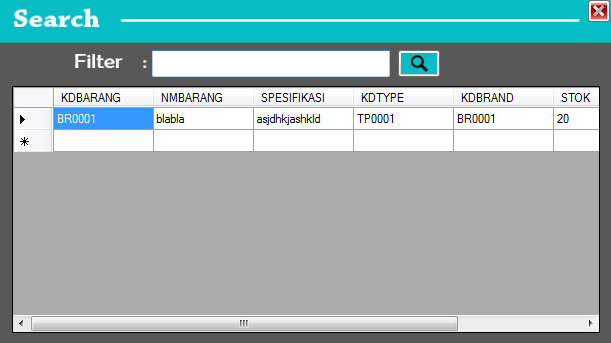 Search
Filter :
KDBARANG NMBARANG SPESIFIKASI KDTYPE KDBRAND STOK
BR0001 blabla asjdhkjashkld TP0001 BR0001 20